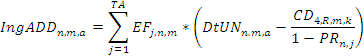 IngADD_{n,m,a} = \sum_{j=1}^{TA} EF_{j,n,m} * \left( DtUN_{n.m,a} - \frac{CD_{4,R,m,k}}{1 - PR_{n,j}} \right)